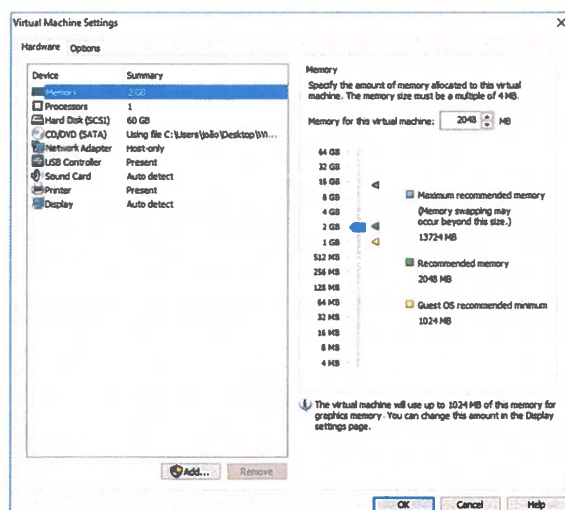 Virtual Machine Settings
Hardware Options
Device Summary
Memory 2 GB
Processors 1
Hard Disk (SCSI) 60 GB
CD/DVD (SATA) Using file C:\Users\joão\Desktop\Wi...
Network Adapter Host-only
USB Controller Present
Sound Card Auto detect
Printer Present
Display Auto detect
Add... Remove
Memory
Specify the amount of memory allocated to this virtual
machine. The memory size must be a multiple of 4 MB.
Memory for this virtual machine: 2048 MB
64 GB
32 GB
16 GB
8 GB
4 GB
2 GB
1 GB
512 MB
256 MB
128 MB
64 MB
32 MB
16 MB
8 MB
4 MB
Maximum recommended memory
(Memory swapping may
occur beyond this size.)
13724 MB
Recommended memory
2048 MB
Guest OS recommended minimum
1024 MB
The virtual machine will use up to 1024 MB of this memory for
graphics memory. You can change this amount in the Display
settings page.
OK Cancel Help